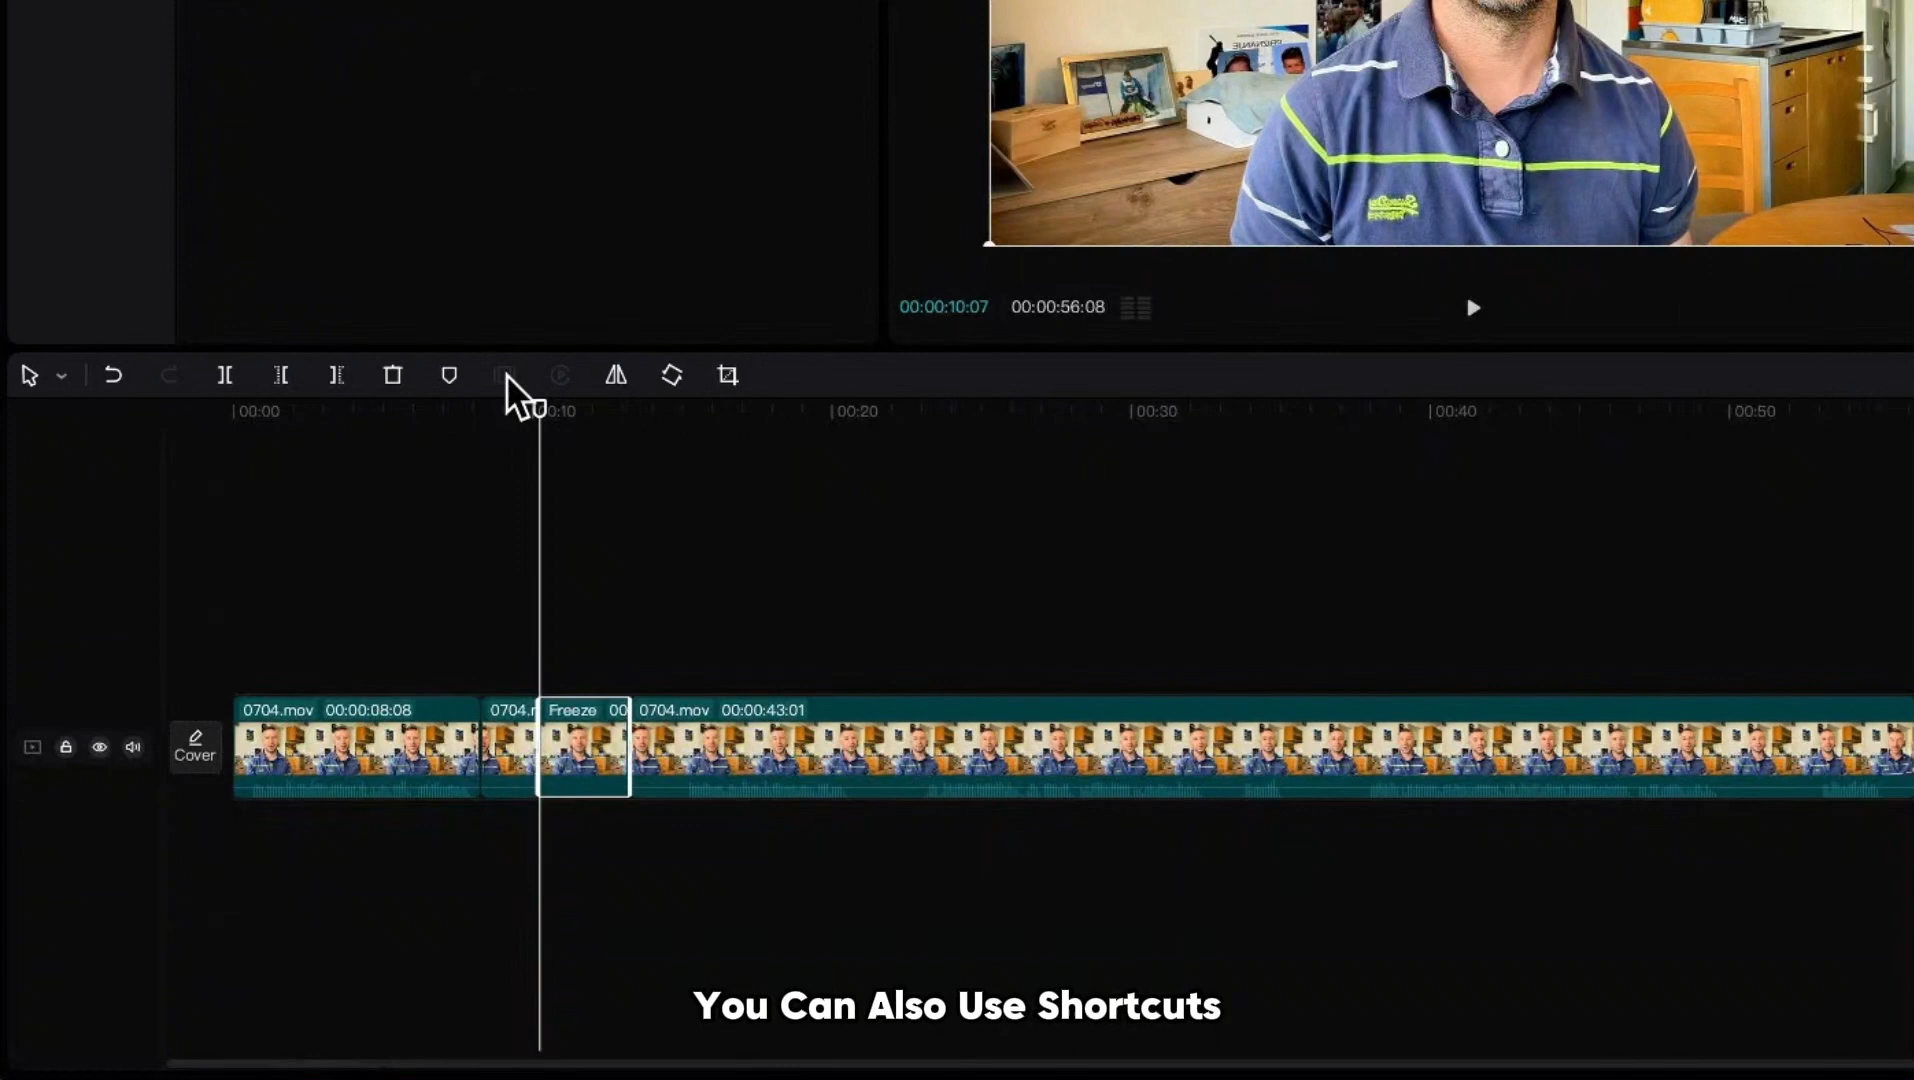 00:00:10:07 00:00:56:08
00:00 00:10 00:20 00:30 00:40 00:50
0704.mov 00:00:08:08 0704.m Freeze 00 0704.mov 00:00:43:01
Cover
You Can Also Use Shortcuts